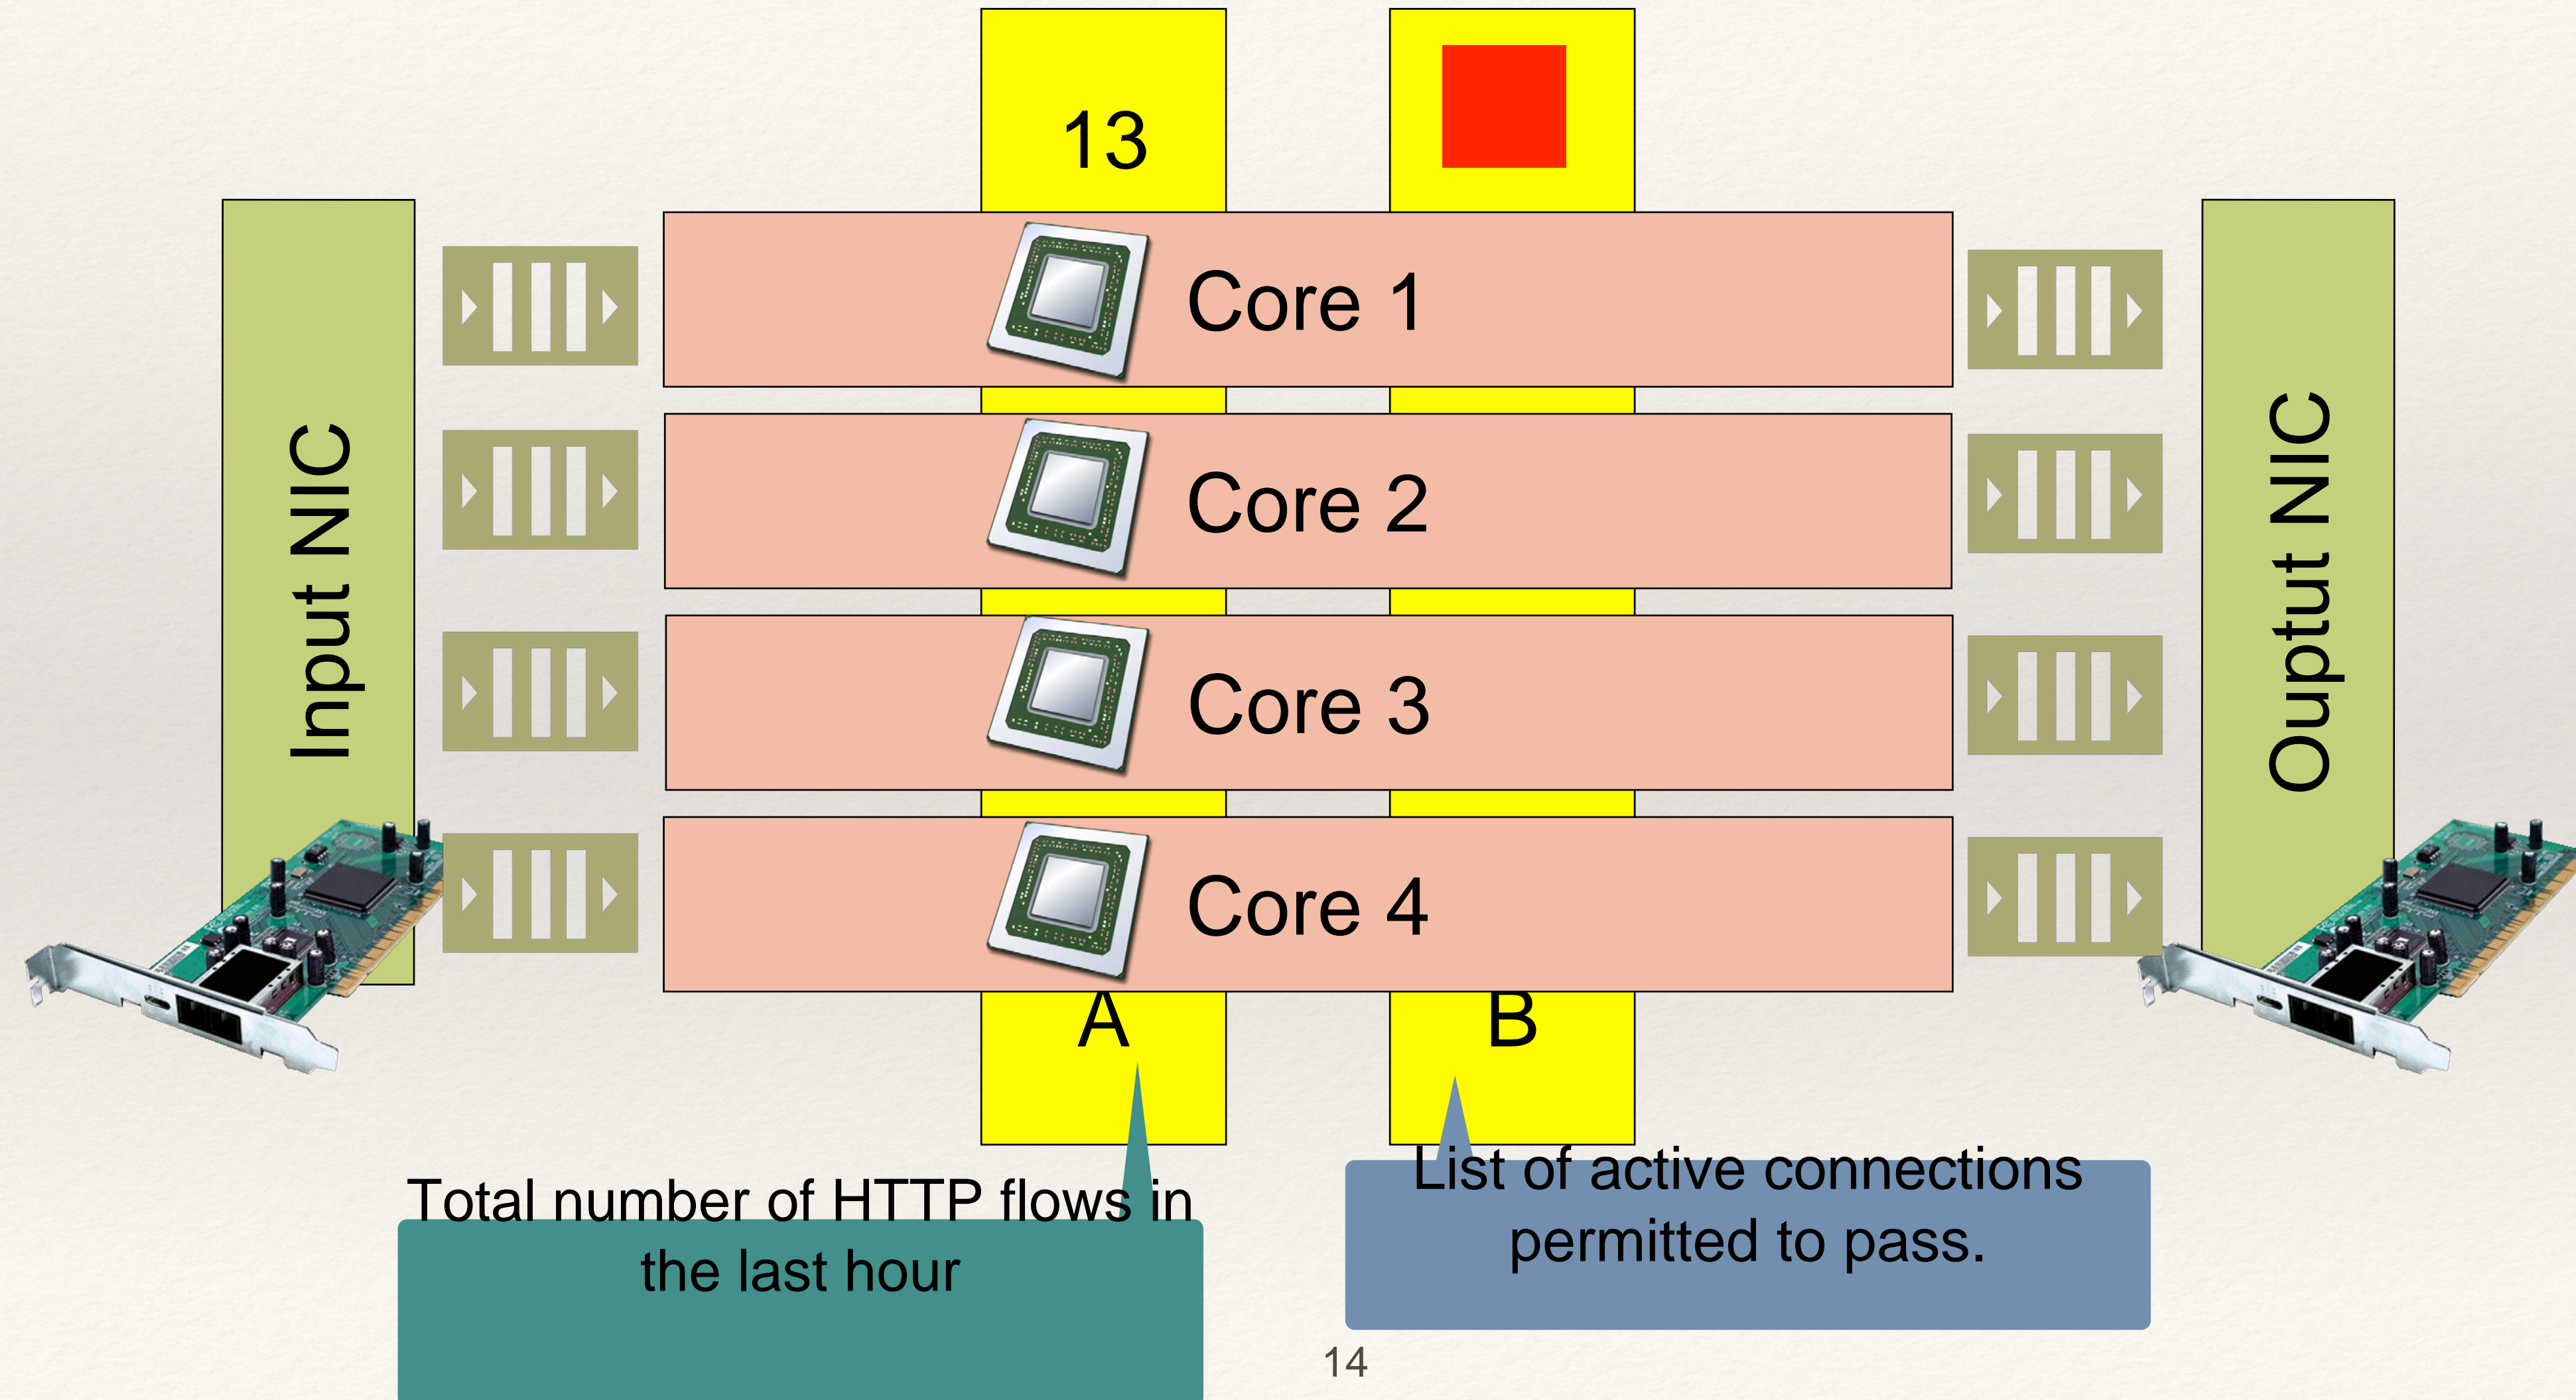 13
Input NIC
Core 1
Core 2
Core 3
Core 4
Ouptut NIC
A
B
Total number of HTTP flows in
the last hour
List of active connections
permitted to pass.
14